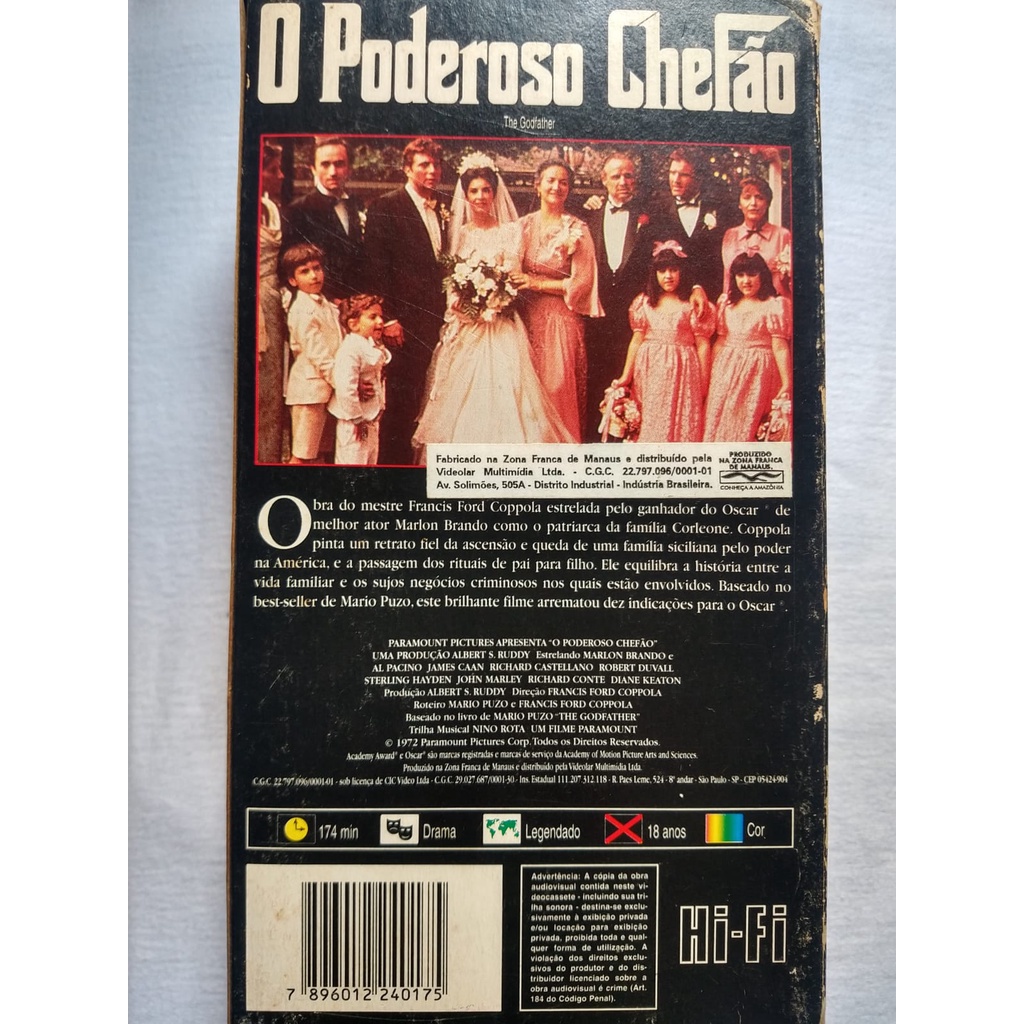 O Poderoso Chefão
The Godfather
Fabricado na Zona Franca de Manaus e distribuído pela
Videolar Multimídia Ltda. - C.G.C. 22.797.096/0001-01
Av. Solimões, 505A - Distrito Industrial - Indústria Brasileira.
PRODUZIDO
NA ZONA FRANCA
DE MANAUS.
CONHEÇA A AMAZÔNIA
Obra do mestre Francis Ford Coppola estrelada pelo ganhador do Oscar® de
melhor ator Marlon Brando como o patriarca da família Corleone. Coppola
pinta um retrato fiel da ascensão e queda de uma família siciliana pelo poder
na América, e a passagem dos rituais de pai para filho. Ele equilibra a história entre a
vida familiar e os sujos negócios criminosos nos quais estão envolvidos. Baseado no
best-seller de Mario Puzo, este brilhante filme arrematou dez indicações para o Oscar®.
PARAMOUNT PICTURES APRESENTA "O PODEROSO CHEFÃO"
UMA PRODUÇÃO ALBERT S. RUDDY Estrelando MARLON BRANDO e
AL PACINO JAMES CAAN RICHARD CASTELLANO ROBERT DUVALL
STERLING HAYDEN JOHN MARLEY RICHARD CONTE DIANE KEATON
Produção ALBERT S. RUDDY Direção FRANCIS FORD COPPOLA
Roteiro MARIO PUZO e FRANCIS FORD COPPOLA
Baseado no livro de MARIO PUZO "THE GODFATHER"
Trilha Musical NINO ROTA UM FILME PARAMOUNT
© 1972 Paramount Pictures Corp. Todos os Direitos Reservados.
Academy Award® e Oscar® são marcas registradas e marcas de serviço da Academy of Motion Picture Arts and Sciences.
Produzido na Zona Franca de Manaus e distribuído pela Videolar Multimídia Ltda.
C.G.C. 22.797.096/0001-01 - sob licença de CIC Video Ltda - C.G.C. 29.027.687/0001-30 - Ins. Estadual 111.207.312.118 - R. Paes Leme, 524 - 8º andar - São Paulo - SP - CEP 05424-904
174 min Drama Legendado 18 anos Cor
Advertência: A cópia da obra
audiovisual contida neste vi-
deocassete - incluindo sua tri-
lha sonora - destina-se exclu-
sivamente à exibição privada
e/ou locação para exibição
privada, proibida toda e qual-
quer forma de utilização. A
violação dos direitos exclu-
sivos do produtor e do dis-
tribuidor licenciado sobre a
obra audiovisual é crime (Art.
184 do Código Penal).
Hi-Fi
7 896012 240175